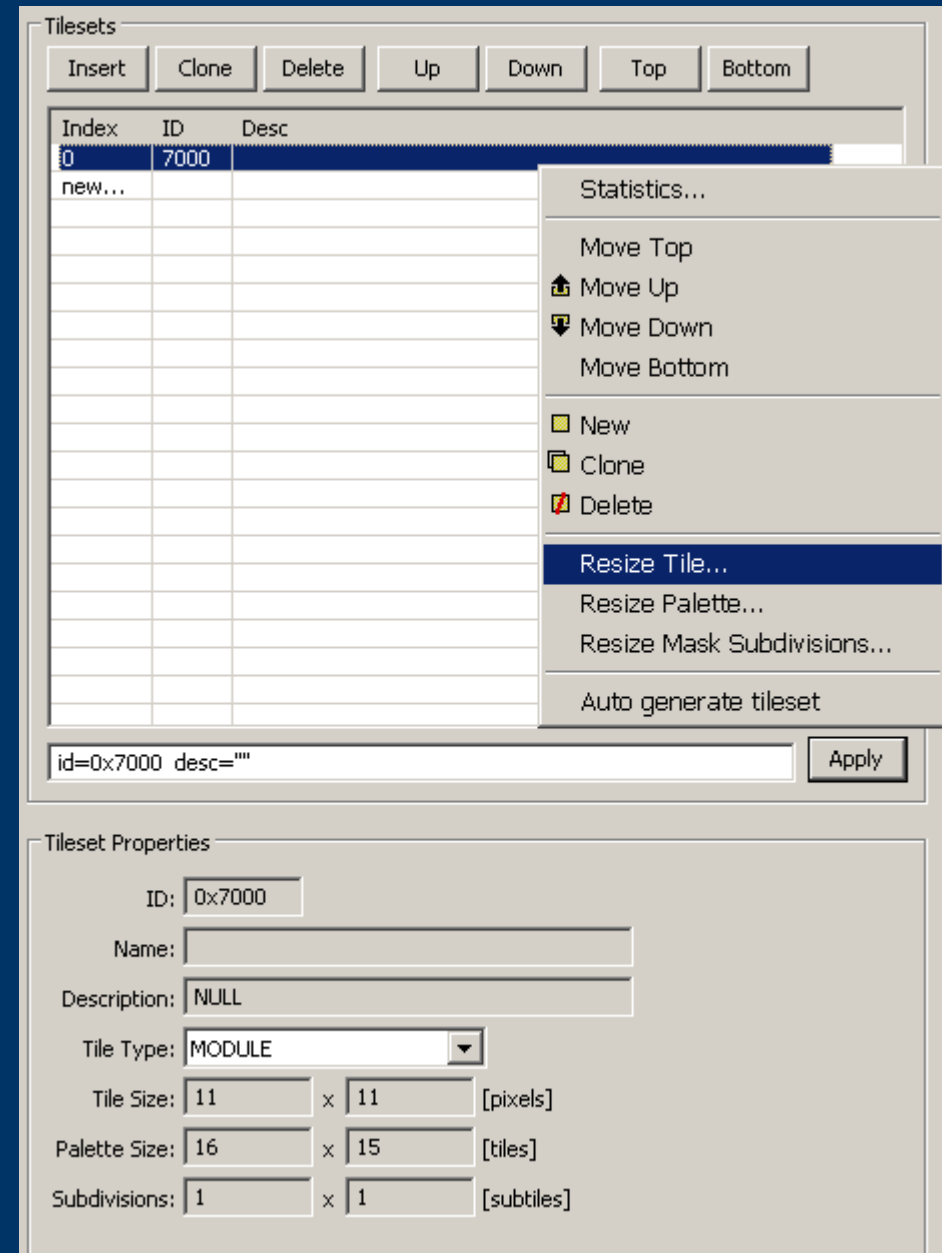 Tilesets
Insert Clone Delete Up Down Top Bottom
Index ID Desc
0 7000
new...
Statistics...
Move Top
Move Up
Move Down
Move Bottom
New
Clone
Delete
Resize Tile...
Resize Palette...
Resize Mask Subdivisions...
Auto generate tileset
id=0x7000 desc="" Apply
Tileset Properties
ID: 0x7000
Name:
Description: NULL
Tile Type: MODULE
Tile Size: 11 x 11 [pixels]
Palette Size: 16 x 15 [tiles]
Subdivisions: 1 x 1 [subtiles]